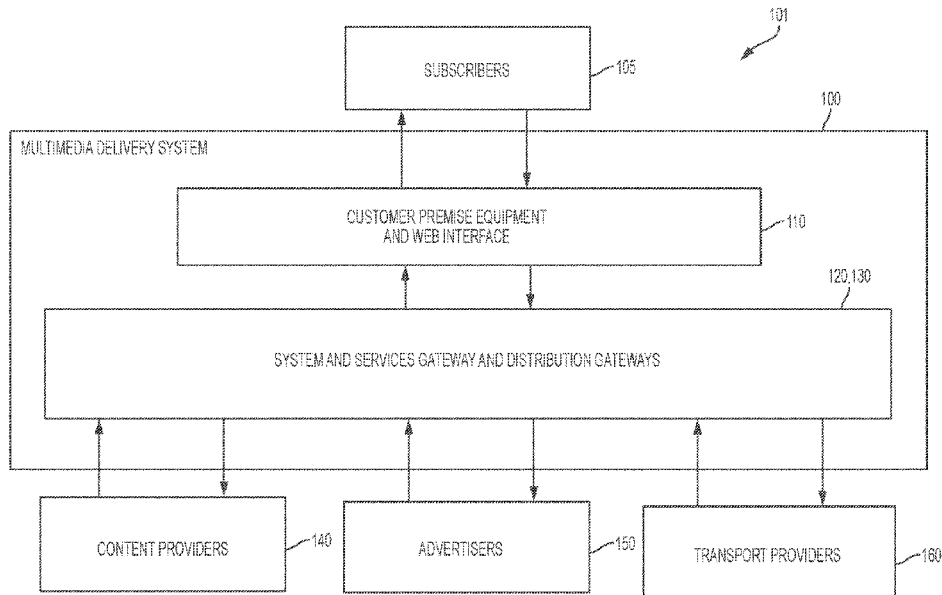 101
SUBSCRIBERS
105
100
MULTIMEDIA DELIVERY SYSTEM
CUSTOMER PREMISE EQUIPMENT
AND WEB INTERFACE
110
120,130
SYSTEM AND SERVICES GATEWAY AND DISTRIBUTION GATEWAYS
CONTENT PROVIDERS
140
ADVERTISERS
150
TRANSPORT PROVIDERS
160